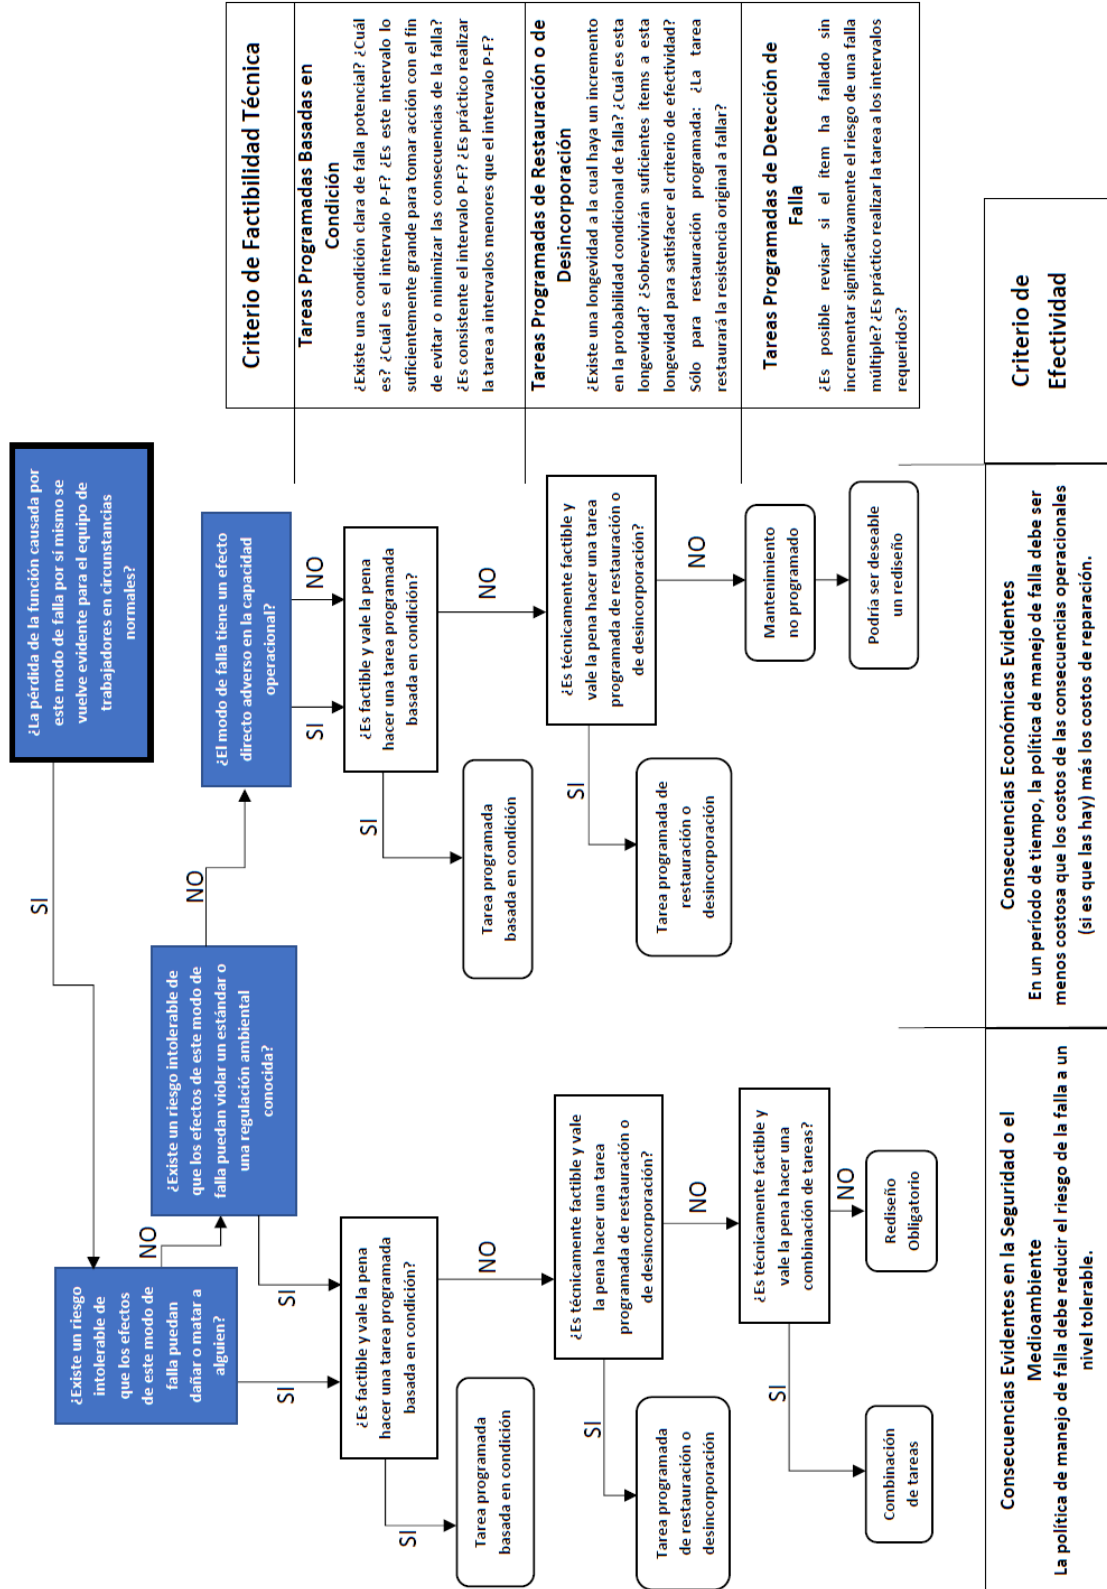 ¿La pérdida de la función causada por
este modo de falla por sí mismo se
vuelve evidente para el equipo de
trabajadores en circunstancias
normales?
SI
¿Existe un riesgo
intolerable de
que los efectos
de este modo de
falla puedan
dañar o matar a
alguien?
NO
SI
¿Existe un riesgo intolerable de
que los efectos de este modo de
falla puedan violar un estándar o
una regulación ambiental
conocida?
NO
SI
¿El modo de falla tiene un efecto
directo adverso en la capacidad
operacional?
SI
NO
¿Es factible y vale la pena
hacer una tarea programada
basada en condición?
SI
NO
Tarea programada
basada en condición
¿Es técnicamente factible y vale
la pena hacer una tarea
programada de restauración o
de desincorporación?
SI
NO
Tarea programada
de restauración o
desincorporación
¿Es técnicamente factible y
vale la pena hacer una
combinación de tareas?
SI
NO
Combinación
de tareas
Rediseño
Obligatorio
¿Es factible y vale la pena
hacer una tarea programada
basada en condición?
SI
NO
Tarea programada
basada en condición
¿Es técnicamente factible y
vale la pena hacer una tarea
programada de restauración o
de desincorporación?
SI
NO
Tarea programada de
restauración o
desincorporación
Mantenimiento
no programado
Podría ser deseable
un rediseño
Criterio de Factibilidad Técnica
Tareas Programadas Basadas en
Condición
¿Existe una condición clara de falla potencial? ¿Cuál
es? ¿Cuál es el intervalo P-F? ¿Es este intervalo lo
suficientemente grande para tomar acción con el fin
de evitar o minimizar las consecuencias de la falla?
¿Es consistente el intervalo P-F? ¿Es práctico realizar
la tarea a intervalos menores que el intervalo P-F?
Tareas Programadas de Restauración o de
Desincorporación
¿Existe una longevidad a la cual haya un incremento
en la probabilidad condicional de falla? ¿Cuál es esta
longevidad? ¿Sobrevivirán suficientes ítems a esta
longevidad para satisfacer el criterio de efectividad?
Sólo para restauración programada: ¿La tarea
restaurará la resistencia original a fallar?
Tareas Programadas de Detección de
Falla
¿Es posible revisar si el ítem ha fallado sin
incrementar significativamente el riesgo de una falla
múltiple? ¿Es práctico realizar la tarea a los intervalos
requeridos?
Consecuencias Evidentes en la Seguridad o el
Medioambiente
La política de manejo de falla debe reducir el riesgo de la falla a un
nivel tolerable.
Consecuencias Económicas Evidentes
En un período de tiempo, la política de manejo de falla debe ser
menos costosa que los costos de las consecuencias operacionales
(si es que las hay) más los costos de reparación.
Criterio de
Efectividad